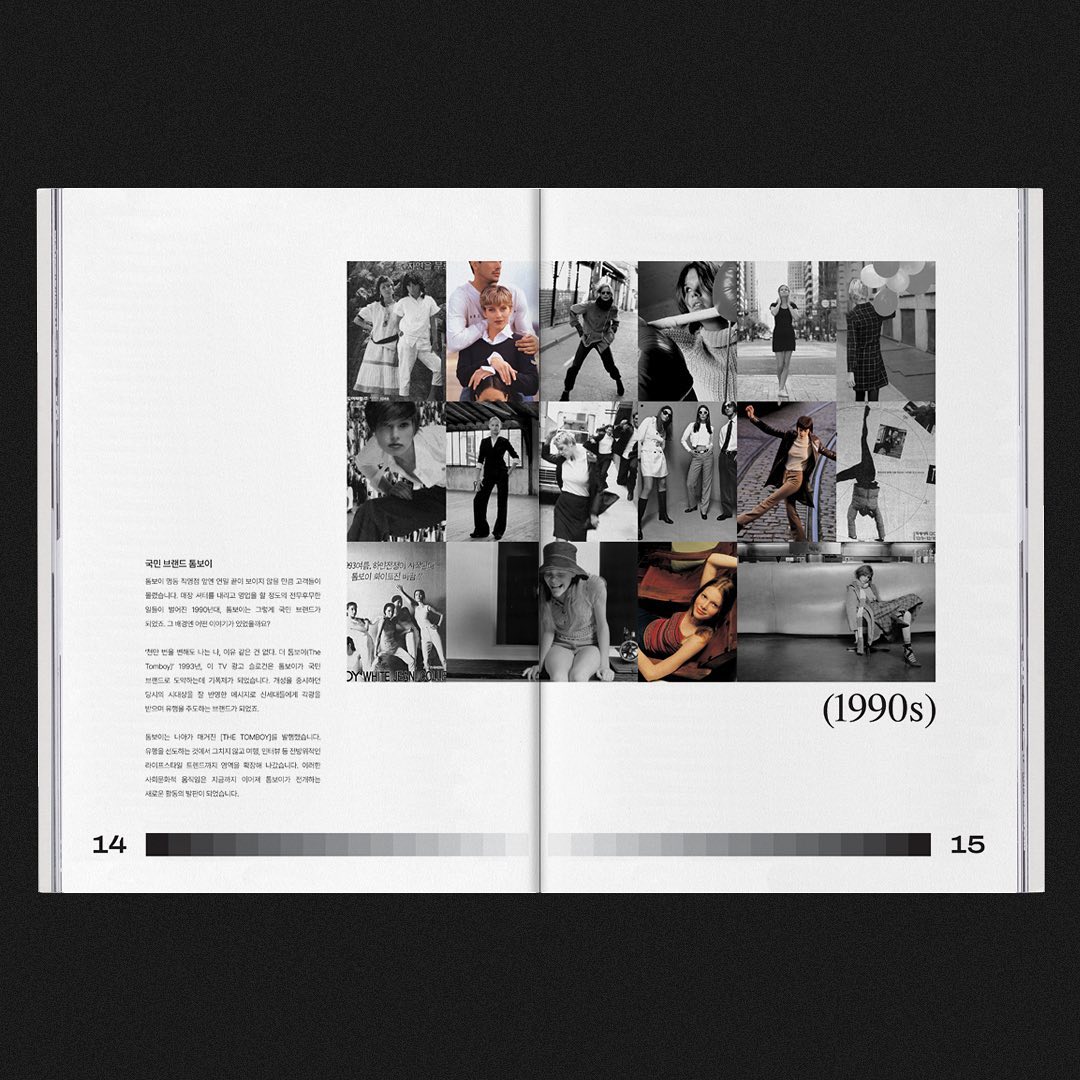 국민 브랜드 톰보이
톰보이 명동 직영점 앞엔 연일 끝이 보이지 않을 만큼 고객들이
몰렸습니다. 매장 셔터를 내리고 영업을 할 정도의 전무후무한
일들이 벌어진 1990년대, 톰보이는 그렇게 국민 브랜드가
되었죠. 그 배경엔 어떤 이야기가 있었을까요?
‘천만 번을 변해도 나는 나, 이유 같은 건 없다. 더 톰보이(The
Tomboy)’ 1993년, 이 TV 광고 슬로건은 톰보이가 국민
브랜드로 도약하는데 기폭제가 되었습니다. 개성을 중시하던
당시의 시대상을 잘 반영한 메시지로 신세대들에게 각광을
받으며 유행을 주도하는 브랜드가 되었죠.
톰보이는 나아가 매거진 [THE TOMBOY]를 발행했습니다.
유행을 선도하는 것에서 그치지 않고 여행, 인터뷰 등 전방위적인
라이프스타일 트렌드까지 영역을 확장해 나갔습니다. 이러한
사회문화적 움직임은 지금까지 이어져 톰보이가 전개하는
새로운 활동의 발판이 되었습니다.
93여름, 하얀전쟁이 시작된다
톰보이 화이트진 바람!!
OY'WHITE JEAN
(1990s)
14
15